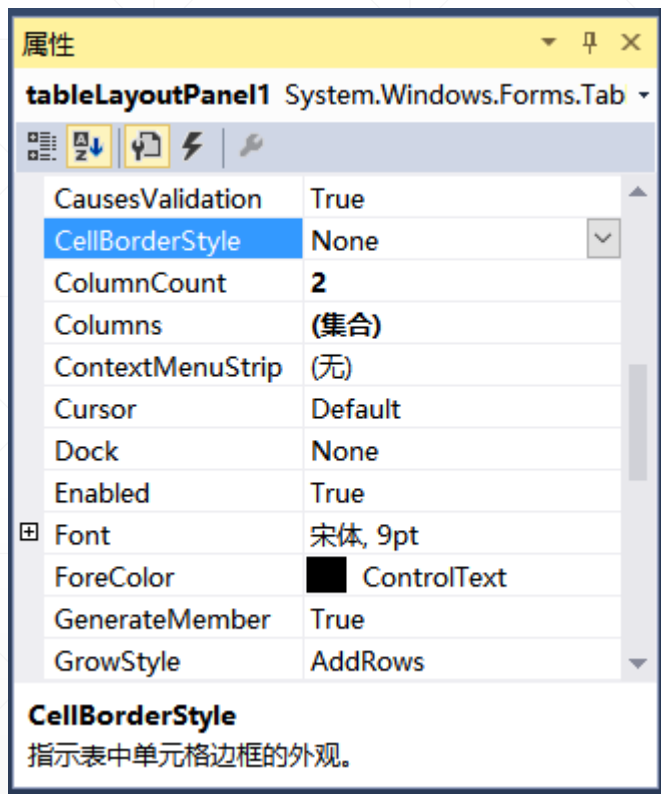 属性
tableLayoutPanel1 System.Windows.Forms.Tab
CausesValidation True
CellBorderStyle None
ColumnCount 2
Columns (集合)
ContextMenuStrip (无)
Cursor Default
Dock None
Enabled True
Font 宋体, 9pt
ForeColor ControlText
GenerateMember True
GrowStyle AddRows
CellBorderStyle
指示表中单元格边框的外观。